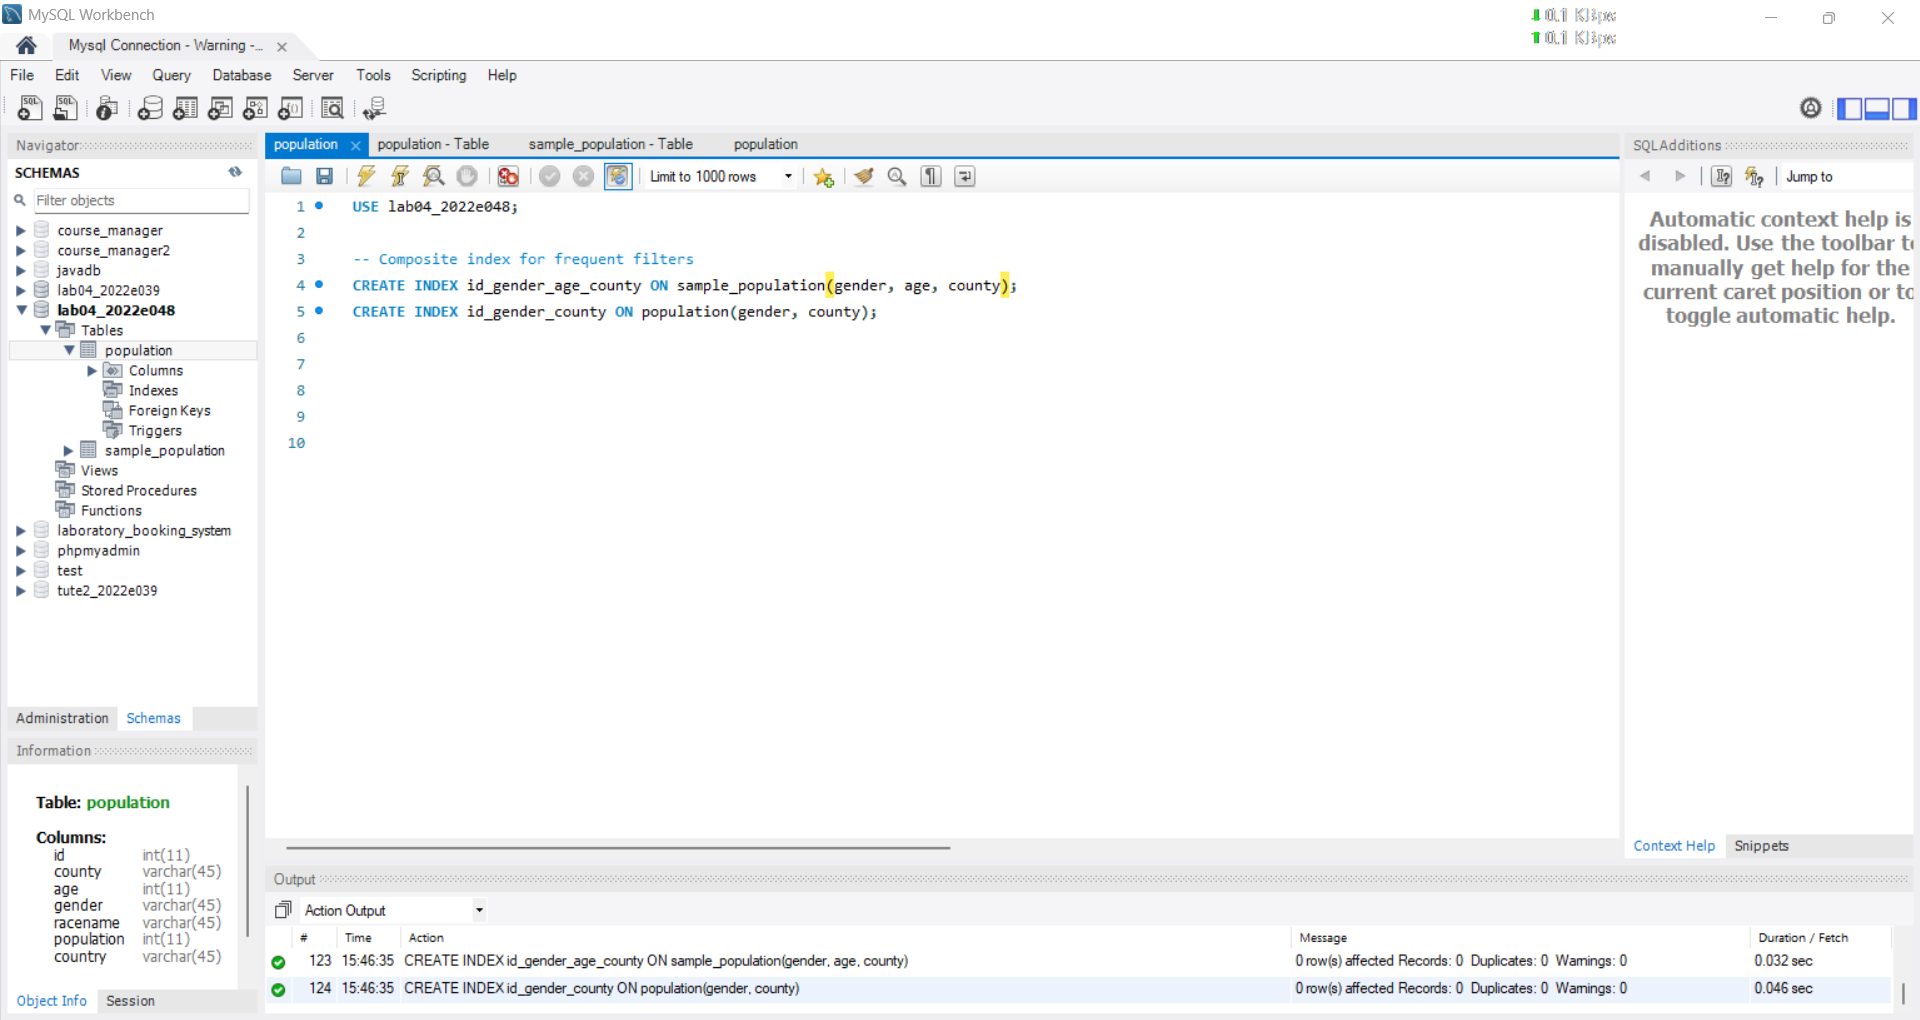 MySQL Workbench
0.1 KBps
0.1 KBps
Mysql Connection - Warning -...
File Edit View Query Database Server Tools Scripting Help
Navigator
SCHEMAS
Filter objects
course_manager
course_manager2
javadb
lab04_2022e039
lab04_2022e048
Tables
population
Columns
Indexes
Foreign Keys
Triggers
sample_population
Views
Stored Procedures
Functions
laboratory_booking_system
phpmyadmin
test
tute2_2022e039
Administration Schemas
Information
Table: population
Columns:
id int(11)
county varchar(45)
age int(11)
gender varchar(45)
racename varchar(45)
population int(11)
country varchar(45)
Object Info Session
population population - Table sample_population - Table population
Limit to 1000 rows
1 USE lab04_2022e048;
2
3 -- Composite index for frequent filters
4 CREATE INDEX id_gender_age_county ON sample_population(gender, age, county);
5 CREATE INDEX id_gender_county ON population(gender, county);
6
7
8
9
10
SQLAdditions
Jump to
Automatic context help is
disabled. Use the toolbar to
manually get help for the
current caret position or to
toggle automatic help.
Context Help Snippets
Output
Action Output
# Time Action Message Duration / Fetch
123 15:46:35 CREATE INDEX id_gender_age_county ON sample_population(gender, age, county) 0 row(s) affected Records: 0 Duplicates: 0 Warnings: 0 0.032 sec
124 15:46:35 CREATE INDEX id_gender_county ON population(gender, county) 0 row(s) affected Records: 0 Duplicates: 0 Warnings: 0 0.046 sec